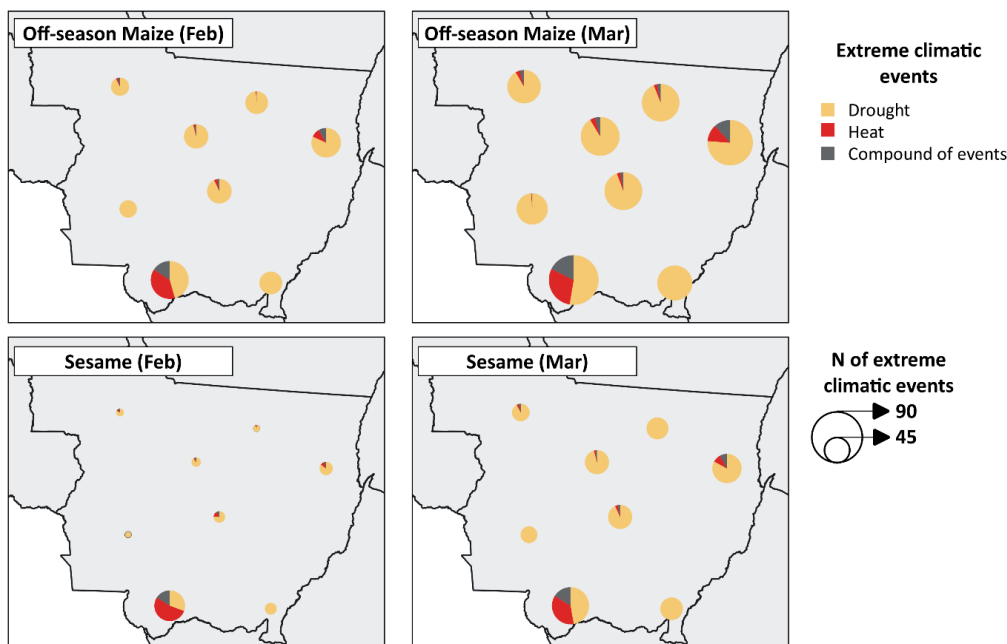 Off-season Maize (Feb)
Off-season Maize (Mar)
Extreme climatic
events
Drought
Heat
Compound of events
Sesame (Feb)
Sesame (Mar)
N of extreme
climatic events
90
45